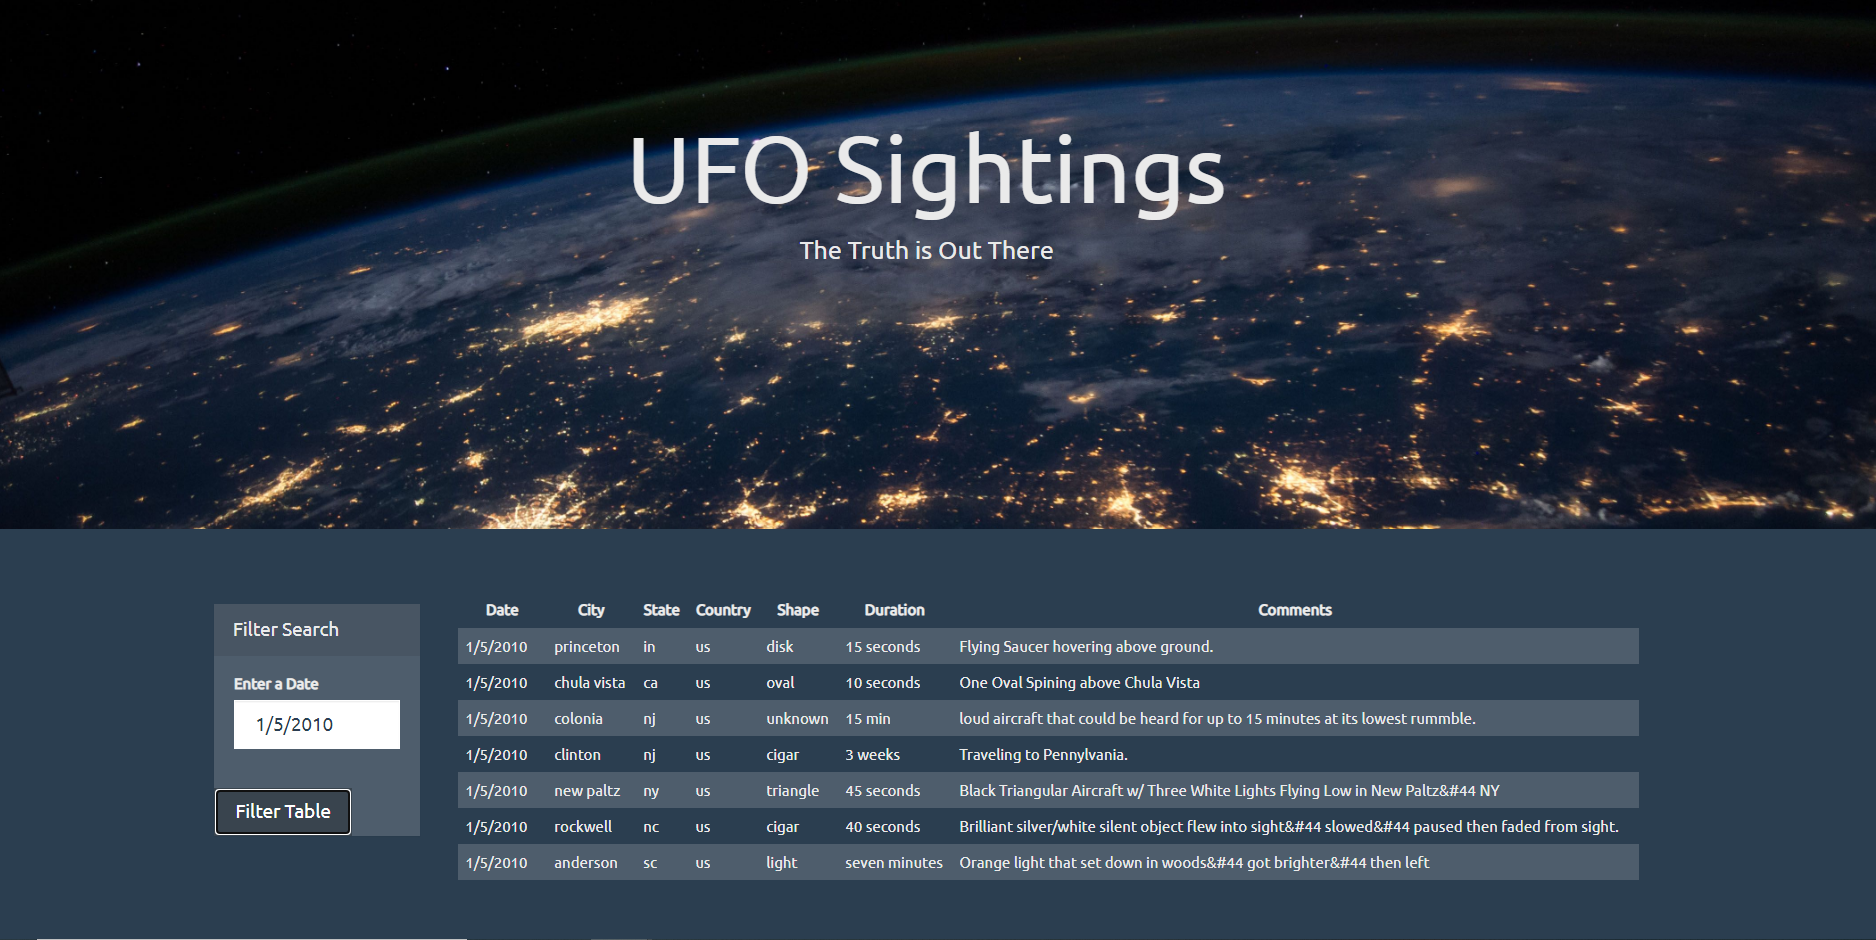 UFO Sightings
The Truth is Out There
Filter Search
Enter a Date
1/5/2010
Filter Table
Date City State Country Shape Duration Comments
1/5/2010 princeton in us disk 15 seconds Flying Saucer hovering above ground.
1/5/2010 chula vista ca us oval 10 seconds One Oval Spining above Chula Vista
1/5/2010 colonia nj us unknown 15 min loud aircraft that could be heard for up to 15 minutes at its lowest rummble.
1/5/2010 clinton nj us cigar 3 weeks Traveling to Pennylvania.
1/5/2010 new paltz ny us triangle 45 seconds Black Triangular Aircraft w/ Three White Lights Flying Low in New Paltz&#44 NY
1/5/2010 rockwell nc us cigar 40 seconds Brilliant silver/white silent object flew into sight&#44 slowed&#44 paused then faded from sight.
1/5/2010 anderson sc us light seven minutes Orange light that set down in woods&#44 got brighter&#44 then left